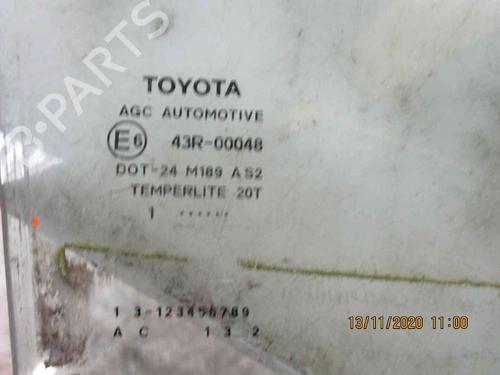 B-PARTS
TOYOTA
AGC AUTOMOTIVE
E6 43R-00048
DOT-24 M189 AS2
TEMPERLITE 20T
1 ......
1 3-123456789
A C 1 3 2
13/11/2020 11:00